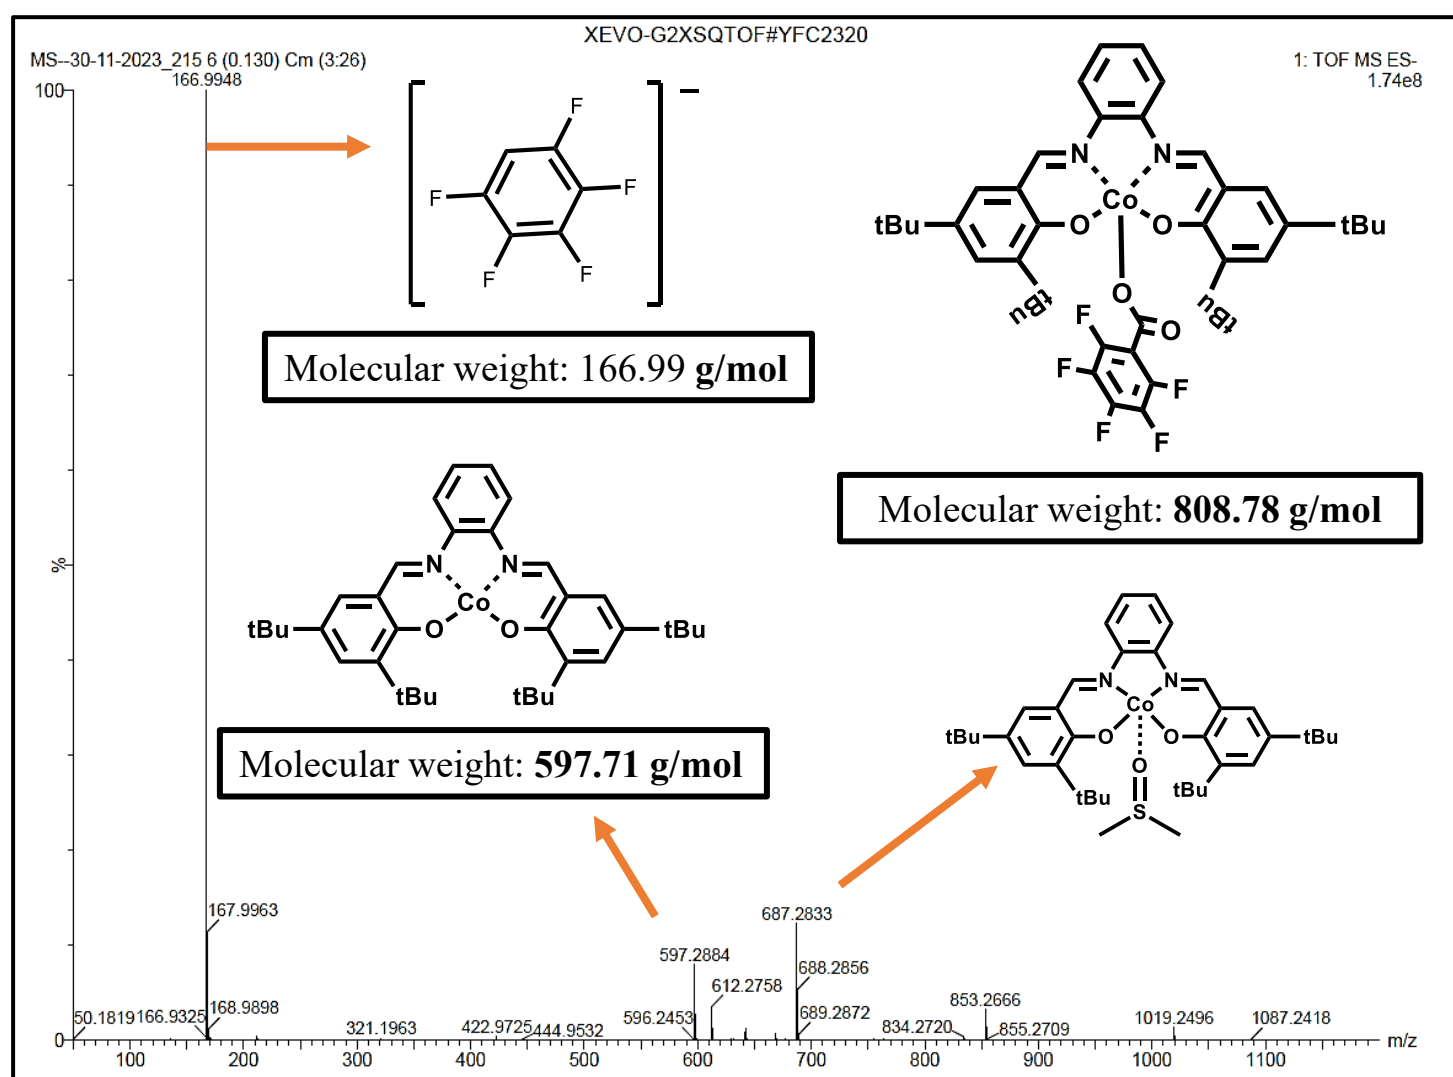 XEVO-G2XSQTOF#YFC2320
MS--30-11-2023_215 6 (0.130) Cm (3:26)
1: TOF MS ES-
1.74e8
166.9948
100
%
0
F
F
F
F
F
Molecular weight: 166.99 g/mol
N
N
Co
O
O
tBu
tBu
tBu
tBu
O
O
F
F
F
F
F
Molecular weight: 808.78 g/mol
N
N
Co
O
O
tBu
tBu
tBu
tBu
Molecular weight: 597.71 g/mol
N
N
Co
O
O
tBu
tBu
tBu
tBu
O
S
167.9963
168.9898
50.1819
166.9325
321.1963
422.9725
444.9532
596.2453
597.2884
612.2758
687.2833
688.2856
689.2872
834.2720
853.2666
855.2709
1019.2496
1087.2418
100
200
300
400
500
600
700
800
900
1000
1100
m/z